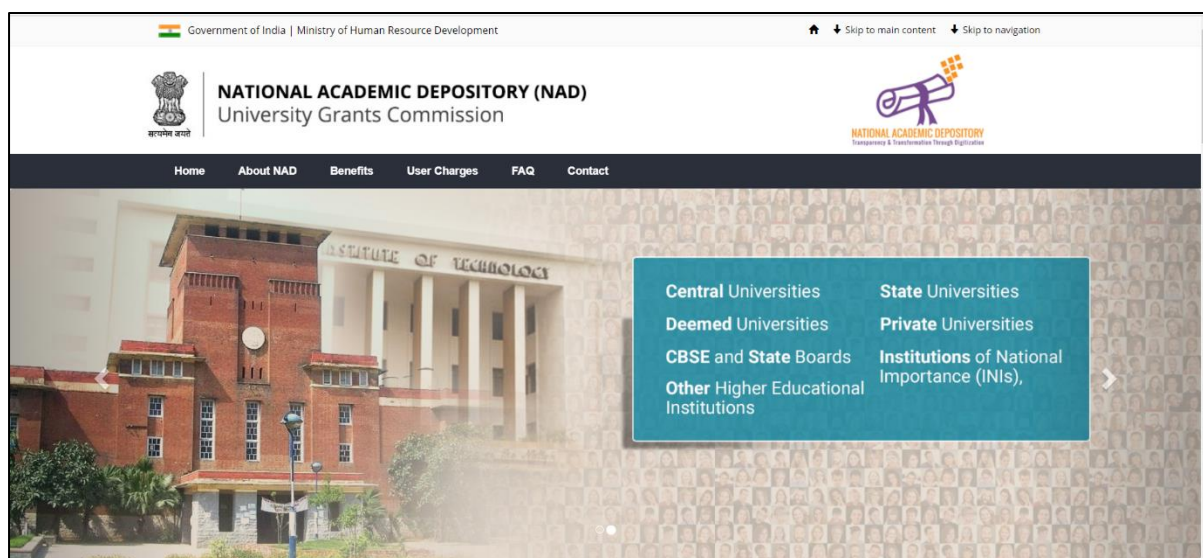 Government of India | Ministry of Human Resource Development
Skip to main content
Skip to navigation
सत्यमेव जयते
NATIONAL ACADEMIC DEPOSITORY (NAD)
University Grants Commission
NATIONAL ACADEMIC DEPOSITORY
Transparency & Transformation Through Digitization
Home About NAD Benefits User Charges FAQ Contact
INSTITUTE OF TECHNOLOGY
Central Universities
Deemed Universities
CBSE and State Boards
Other Higher Educational
Institutions
State Universities
Private Universities
Institutions of National
Importance (INIs),